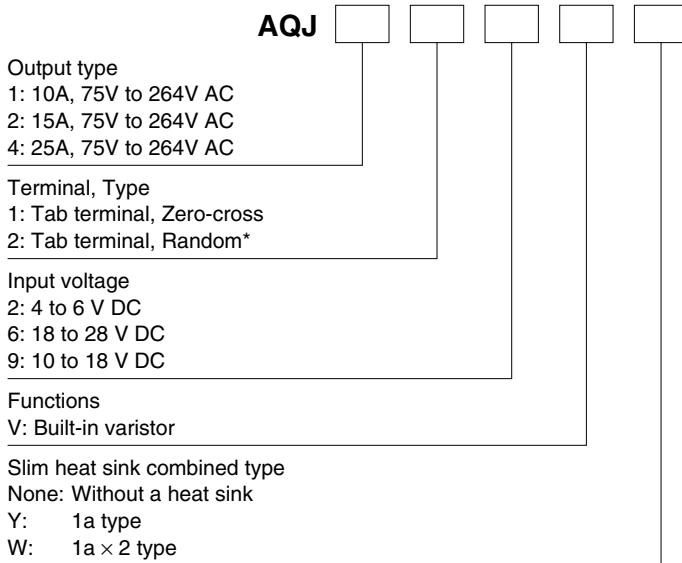 AQJ
Output type
1: 10A, 75V to 264V AC
2: 15A, 75V to 264V AC
4: 25A, 75V to 264V AC
Terminal, Type
1: Tab terminal, Zero-cross
2: Tab terminal, Random*
Input voltage
2: 4 to 6 V DC
6: 18 to 28 V DC
9: 10 to 18 V DC
Functions
V: Built-in varistor
Slim heat sink combined type
None: Without a heat sink
Y: 1a type
W: 1a × 2 type